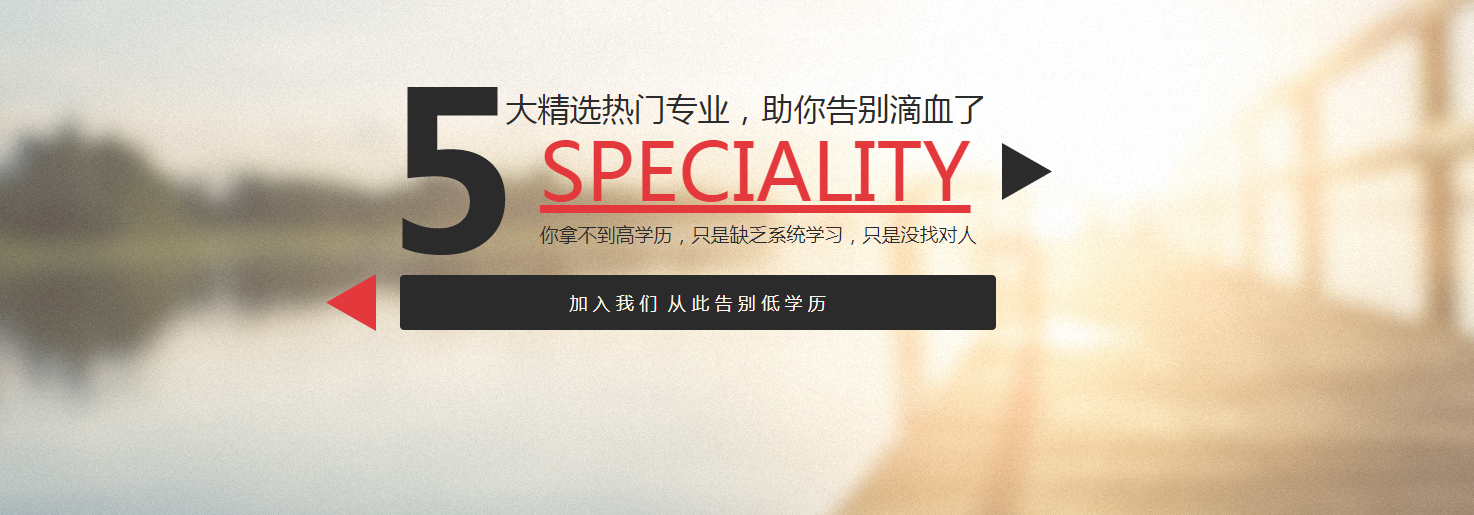 5大精选热门专业，助你告别滴血了
SPECIALITY
你拿不到高学历，只是缺乏系统学习，只是没找对人
加入我们 从此告别低学历